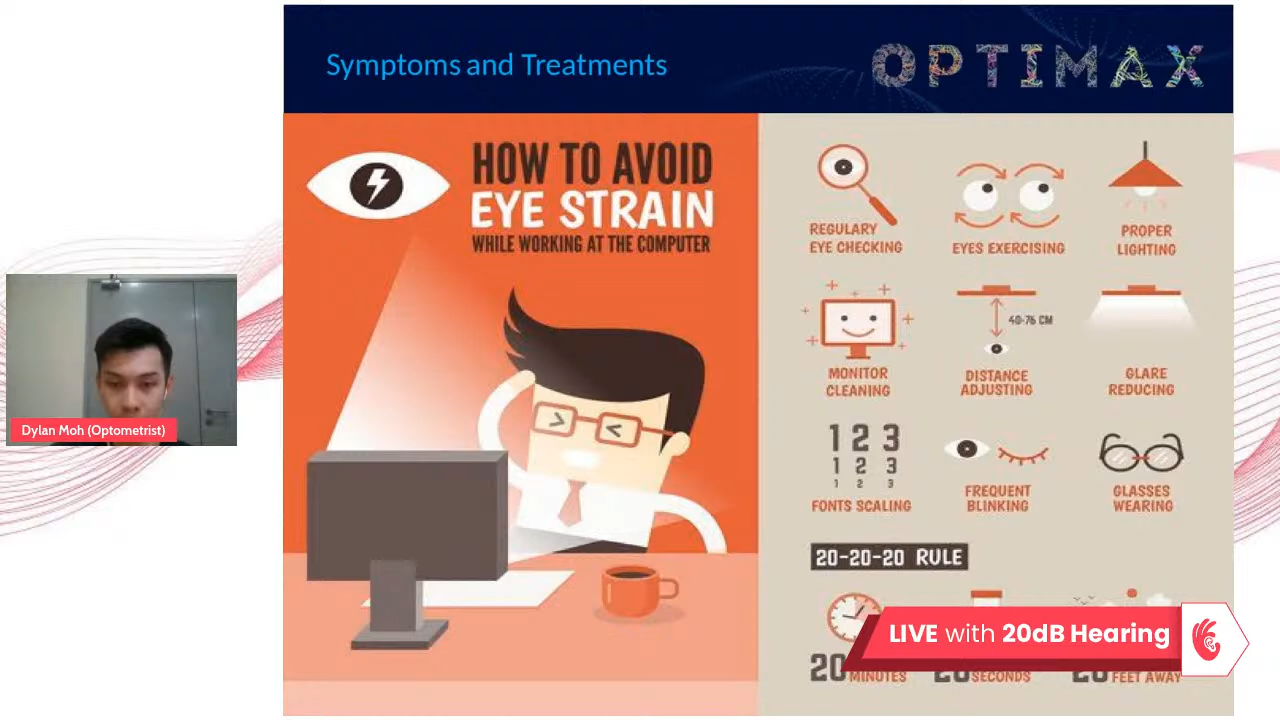 Symptoms and Treatments
OPTIMAX
HOW TO AVOID
EYE STRAIN
WHILE WORKING AT THE COMPUTER
REGULARY
EYE CHECKING
EYES EXERCISING
PROPER
LIGHTING
MONITOR
CLEANING
40-76 CM
DISTANCE
ADJUSTING
GLARE
REDUCING
1 2 3
1 2 3
1 2 3
FONTS SCALING
FREQUENT
BLINKING
GLASSES
WEARING
20-20-20 RULE
20 MINUTES
20 SECONDS
20 FEET AWAY
Dylan Moh (Optometrist)
LIVE with 20dB Hearing